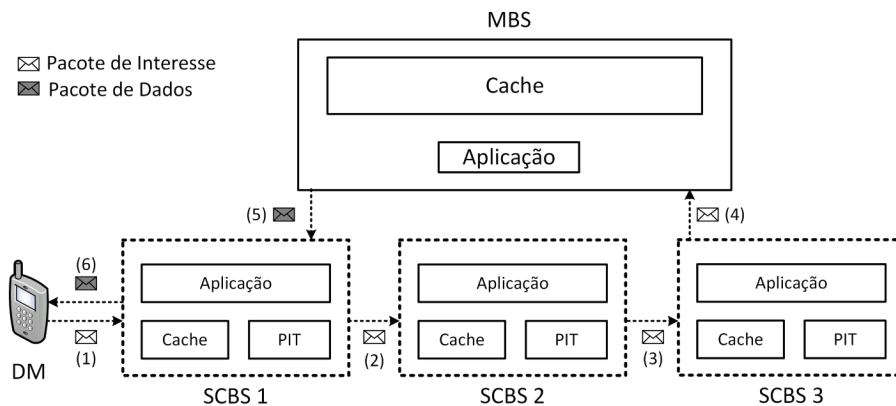 MBS
Pacote de Interesse
Pacote de Dados
Cache
Aplicação
(5)
(4)
(6)
Aplicação
Aplicação
Aplicação
(1)
Cache
PIT
(2)
Cache
PIT
(3)
Cache
PIT
DM
SCBS 1
SCBS 2
SCBS 3